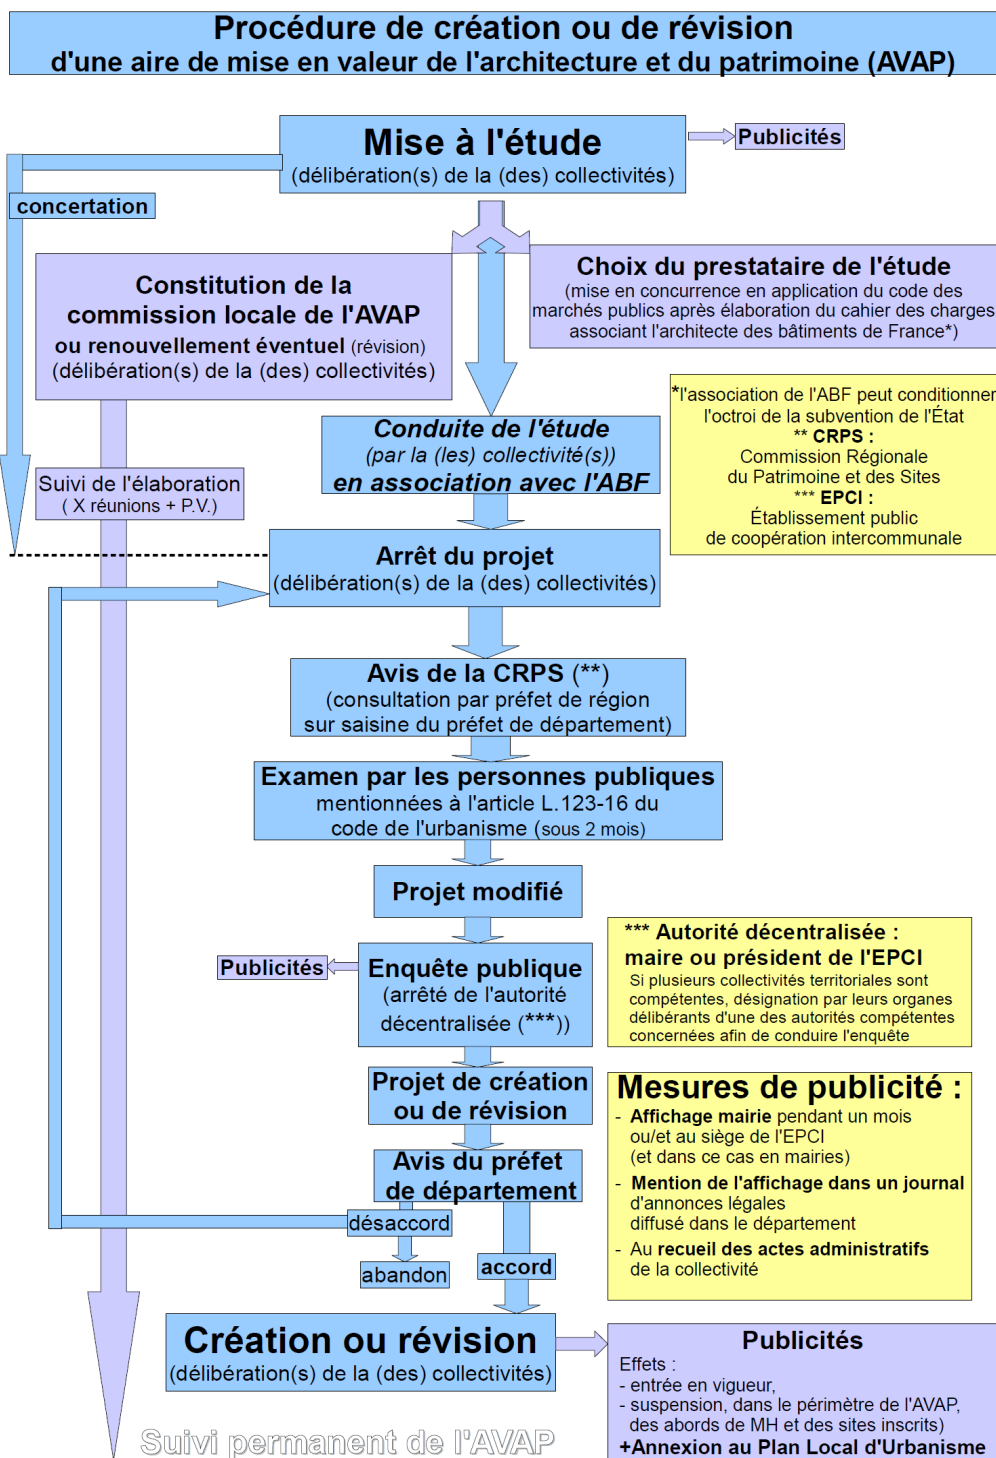 Procédure de création ou de révision
d'une aire de mise en valeur de l'architecture et du patrimoine (AVAP)
Mise à l'étude
(délibération(s) de la (des) collectivités)
Publicités
concertation
Constitution de la
commission locale de l'AVAP
ou renouvellement éventuel (révision)
(délibération(s) de la (des) collectivités)
Choix du prestataire de l'étude
(mise en concurrence en application du code des
marchés publics après élaboration du cahier des charges
associant l'architecte des bâtiments de France*)
*l'association de l'ABF peut conditionner
l'octroi de la subvention de l'État
** CRPS :
Commission Régionale
du Patrimoine et des Sites
*** EPCI :
Établissement public
de coopération intercommunale
Conduite de l'étude
(par la (les) collectivité(s))
en association avec l'ABF
Suivi de l'élaboration
( X réunions + P.V.)
Arrêt du projet
(délibération(s) de la (des) collectivités)
Avis de la CRPS (**)
(consultation par préfet de région
sur saisine du préfet de département)
Examen par les personnes publiques
mentionnées à l'article L.123-16 du
code de l'urbanisme (sous 2 mois)
Projet modifié
Publicités
Enquête publique
(arrêté de l'autorité
décentralisée (***))
*** Autorité décentralisée :
maire ou président de l'EPCI
Si plusieurs collectivités territoriales sont
compétentes, désignation par leurs organes
délibérants d'une des autorités compétentes
concernées afin de conduire l'enquête
Projet de création
ou de révision
Avis du préfet
de département
Mesures de publicité :
- Affichage mairie pendant un mois
ou/et au siège de l'EPCI
(et dans ce cas en mairies)
- Mention de l'affichage dans un journal
d'annonces légales
diffusé dans le département
- Au recueil des actes administratifs
de la collectivité
désaccord
abandon
accord
Création ou révision
(délibération(s) de la (des) collectivités)
Publicités
Effets :
- entrée en vigueur,
- suspension, dans le périmètre de l'AVAP,
des abords de MH et des sites inscrits)
+Annexion au Plan Local d'Urbanisme
Suivi permanent de l'AVAP